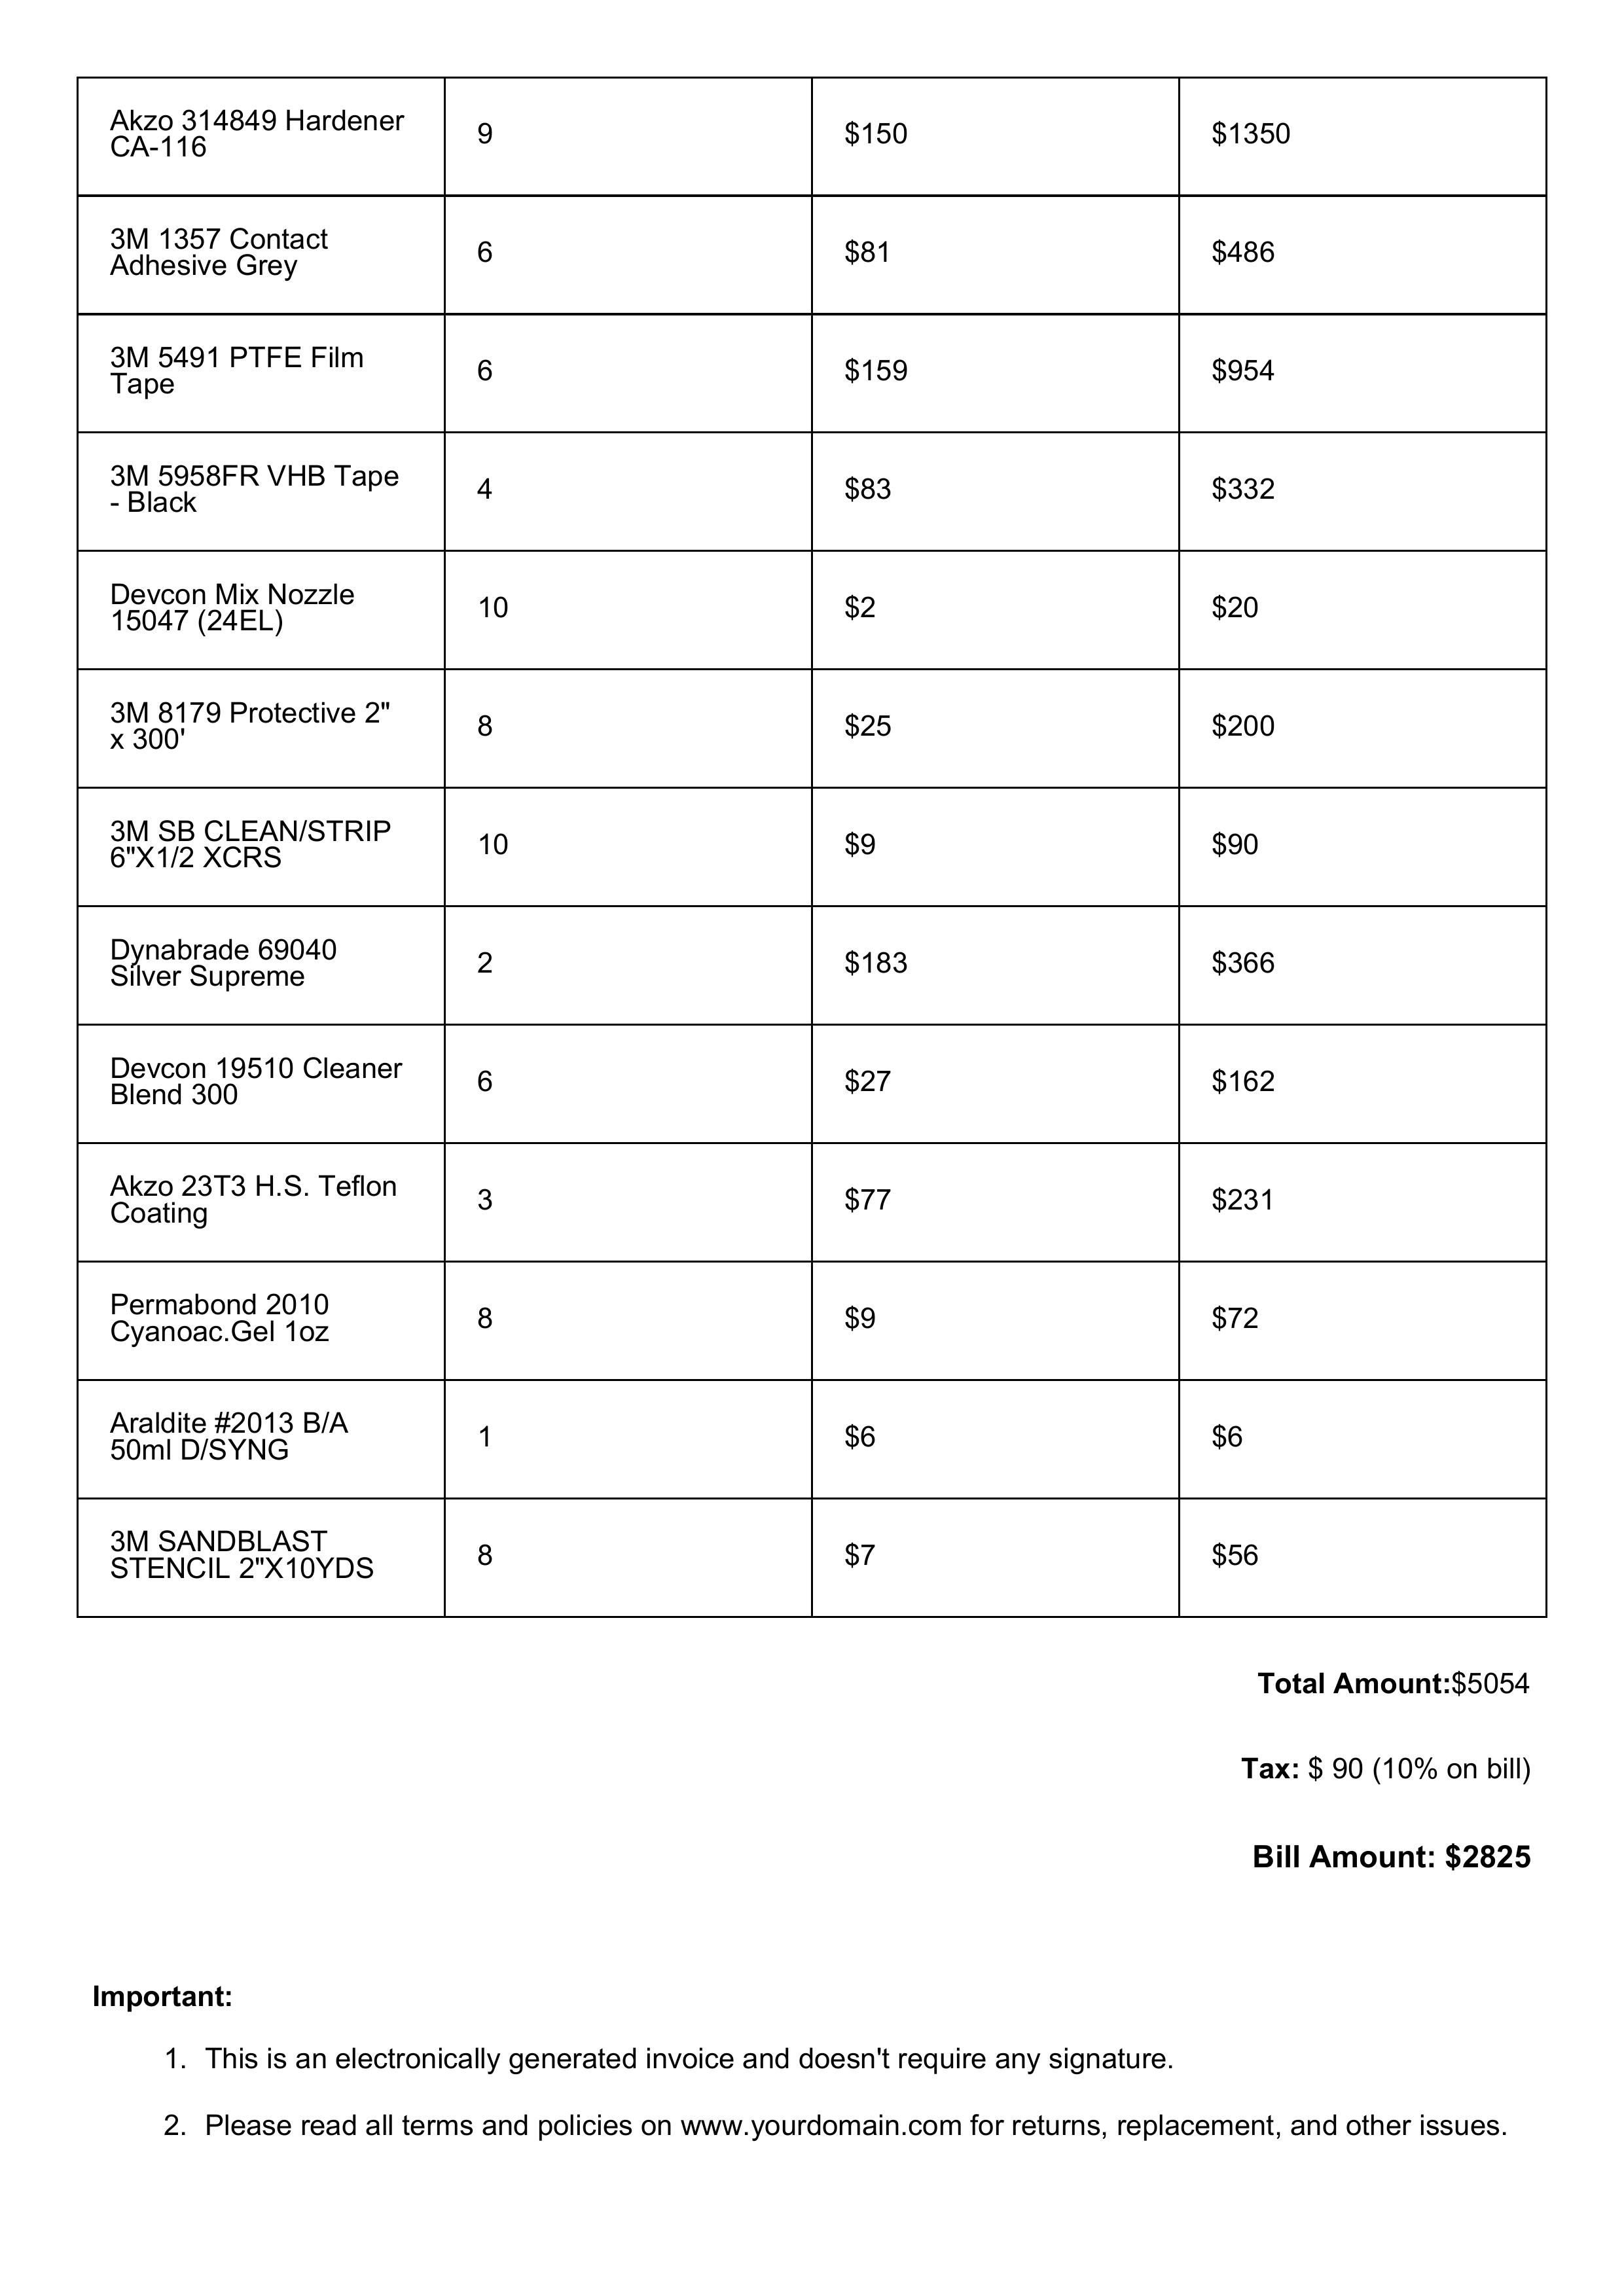 Akzo 314849 Hardener
CA-116
9
$150
$1350
3M 1357 Contact
Adhesive Grey
6
$81
$486
3M 5491 PTFE Film
Tape
6
$159
$954
3M 5958FR VHB Tape
- Black
4
$83
$332
Devcon Mix Nozzle
15047 (24EL)
10
$2
$20
3M 8179 Protective 2"
x 300'
8
$25
$200
3M SB CLEAN/STRIP
6"X1/2 XCRS
10
$9
$90
Dynabrade 69040
Silver Supreme
2
$183
$366
Devcon 19510 Cleaner
Blend 300
6
$27
$162
Akzo 23T3 H.S. Teflon
Coating
3
$77
$231
Permabond 2010
Cyanoac.Gel 1oz
8
$9
$72
Araldite #2013 B/A
50ml D/SYNG
1
$6
$6
3M SANDBLAST
STENCIL 2"X10YDS
8
$7
$56
Total Amount:$5054
Tax: $ 90 (10% on bill)
Bill Amount: $2825
Important:
1. This is an electronically generated invoice and doesn't require any signature.
2. Please read all terms and policies on www.yourdomain.com for returns, replacement, and other issues.